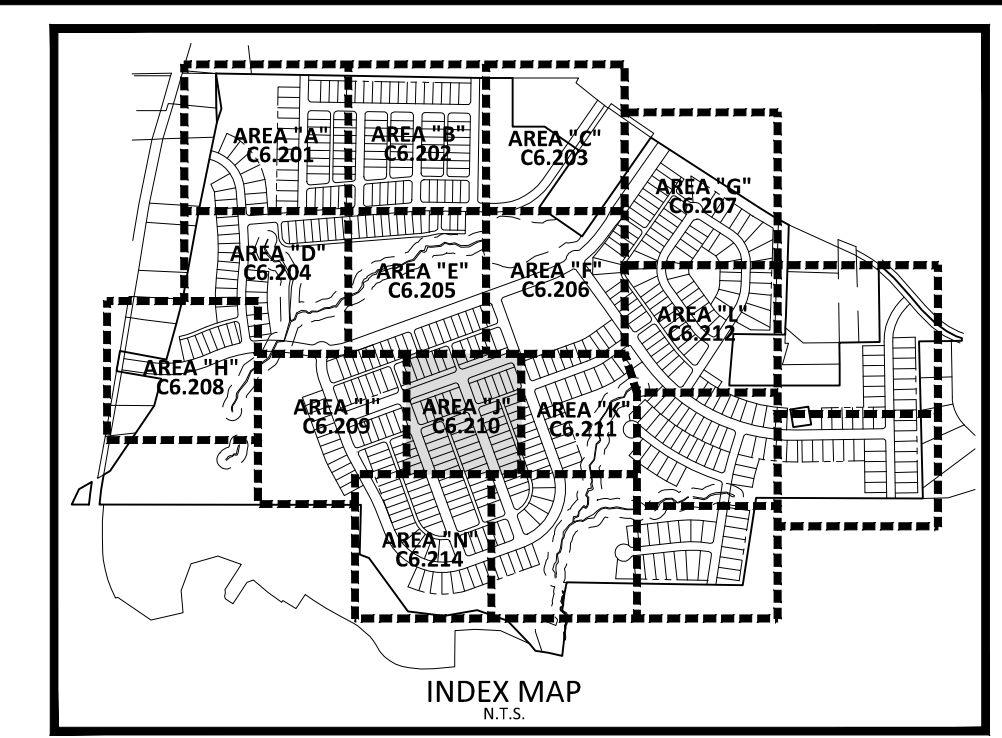 AREA "A"
C6.201
AREA "B"
C6.202
AREA "C"
C6.203
AREA "G"
C6.207
AREA "D"
C6.204
AREA "E"
C6.205
AREA "F"
C6.206
AREA "L"
C6.212
AREA "H"
C6.208
AREA "I"
C6.209
AREA "J"
C6.210
AREA "K"
C6.211
AREA "N"
C6.214
INDEX MAP
N.T.S.